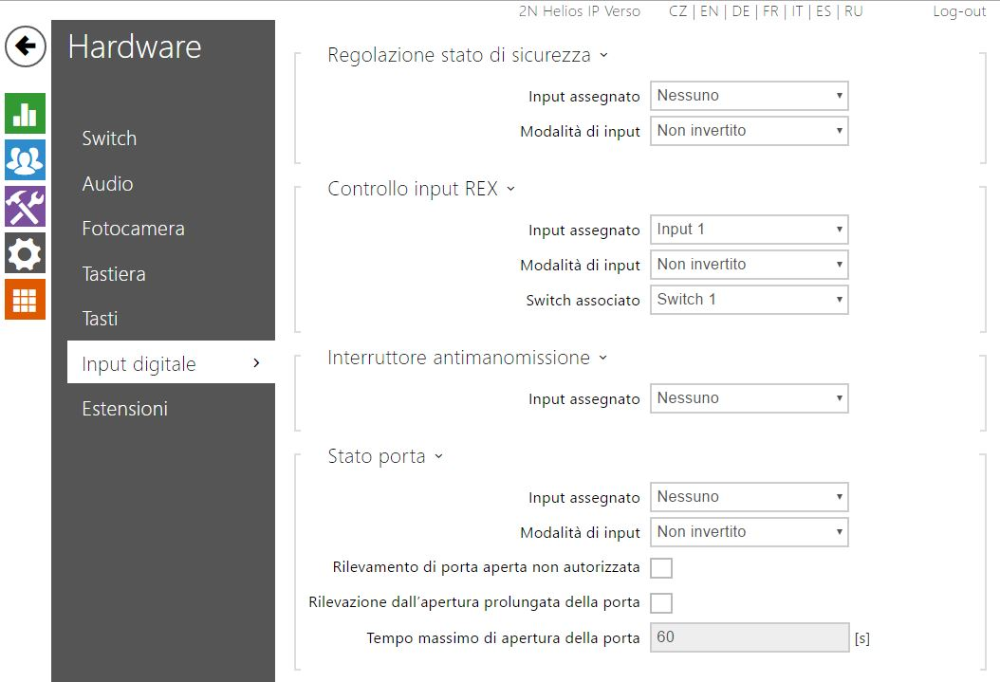 2N Helios IP Verso CZ | EN | DE | FR | IT | ES | RU Log-out
Hardware
Switch
Audio
Fotocamera
Tastiera
Tasti
Input digitale
Estensioni
Regolazione stato di sicurezza
Input assegnato Nessuno
Modalità di input Non invertito
Controllo input REX
Input assegnato Input 1
Modalità di input Non invertito
Switch associato Switch 1
Interruttore antimanomissione
Input assegnato Nessuno
Stato porta
Input assegnato Nessuno
Modalità di input Non invertito
Rilevamento di porta aperta non autorizzata
Rilevazione dall'apertura prolungata della porta
Tempo massimo di apertura della porta 60 [s]